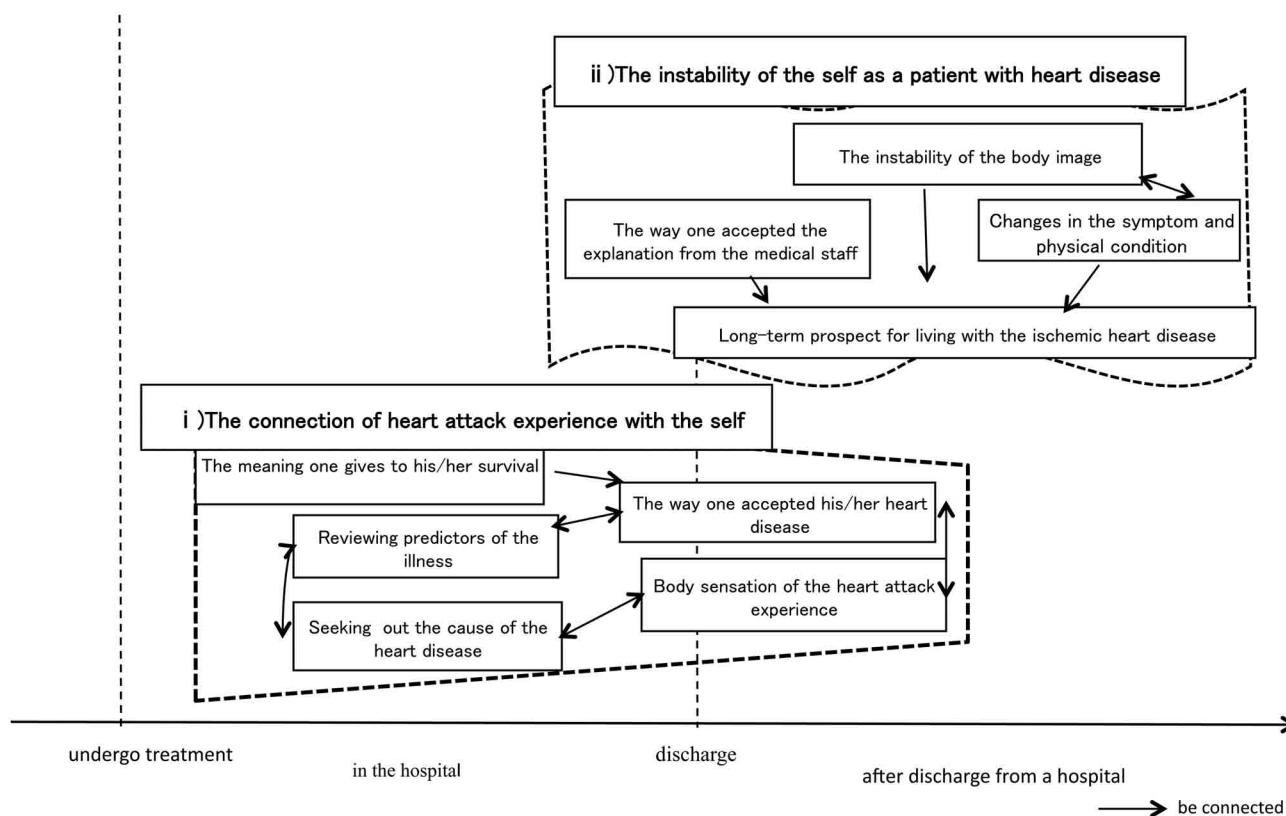 ⅱ)The instability of the self as a patient with heart disease
The instability of the body image
The way one accepted the
explanation from the medical staff
Changes in the symptom and
physical condition
Long-term prospect for living with the ischemic heart disease
ⅰ)The connection of heart attack experience with the self
The meaning one gives to his/her survival
The way one accepted his/her heart
disease
Reviewing predictors of the
illness
Body sensation of the heart attack
experience
Seeking out the cause of the
heart disease
undergo treatment
in the hospital
discharge
after discharge from a hospital
be connected